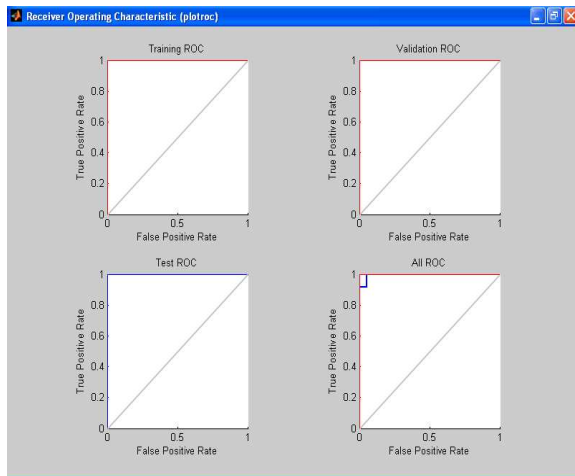 Receiver Operating Characteristic (plotroc)
Training ROC
1
0.8
0.6
0.4
0.2
0
True Positive Rate
0
0.5
1
False Positive Rate
Validation ROC
1
0.8
0.6
0.4
0.2
0
True Positive Rate
0
0.5
1
False Positive Rate
Test ROC
1
0.8
0.6
0.4
0.2
0
True Positive Rate
0
0.5
1
False Positive Rate
All ROC
1
0.8
0.6
0.4
0.2
0
True Positive Rate
0
0.5
1
False Positive Rate